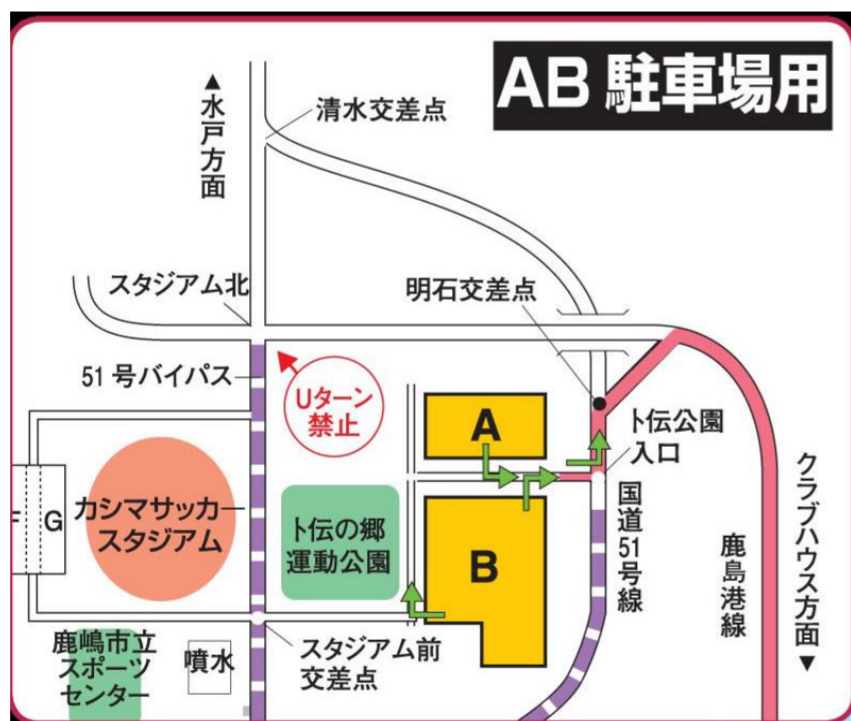 AB 駐車場用
▲水戸方面
清水交差点
スタジアム北
明石交差点
51号バイパス
Uターン
禁止
A
卜伝公園
入口
カシマサッカー
スタジアム
G
卜伝の郷
運動公園
B
国道51号線
鹿島港線
クラブハウス方面▼
鹿嶋市立
スポーツ
センター
噴水
スタジアム前
交差点